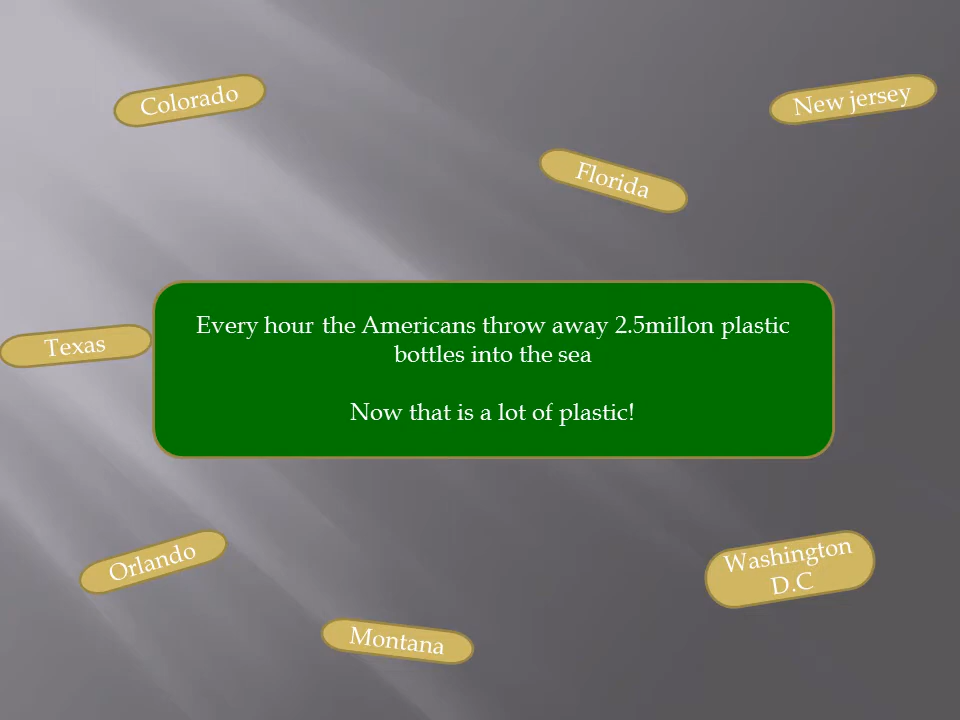 Colorado
New jersey
Florida
Every hour the Americans throw away 2.5millon plastic
bottles into the sea
Now that is a lot of plastic!
Texas
Orlando
Washington
D.C
Montana